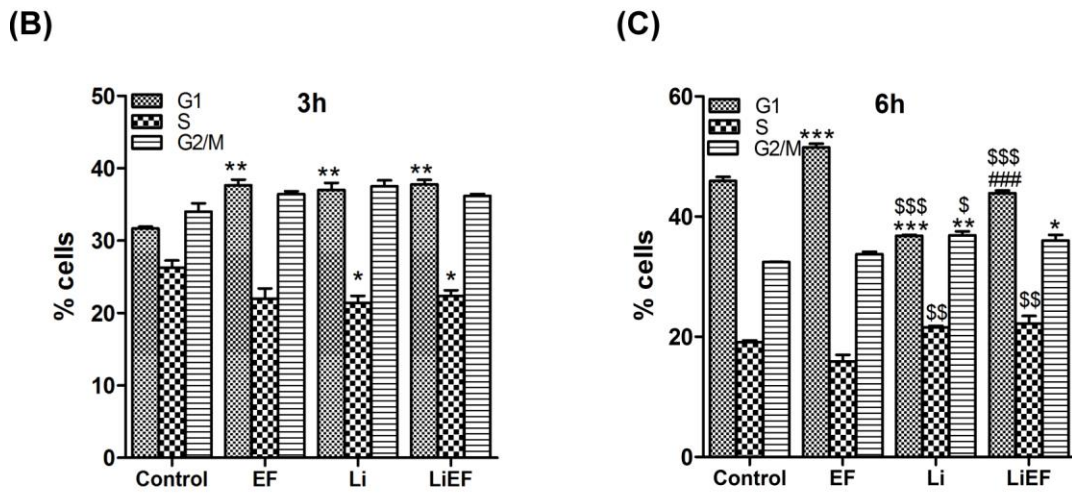 (B)
3h
G1
S
G2/M
% cells
50
40
30
20
10
0
**
**
*
**
*
Control EF Li LiEF
(C)
6h
G1
S
G2/M
% cells
60
40
20
0
***
$$$
***
$$
$
**
$$$
###
$$
*
Control EF Li LiEF